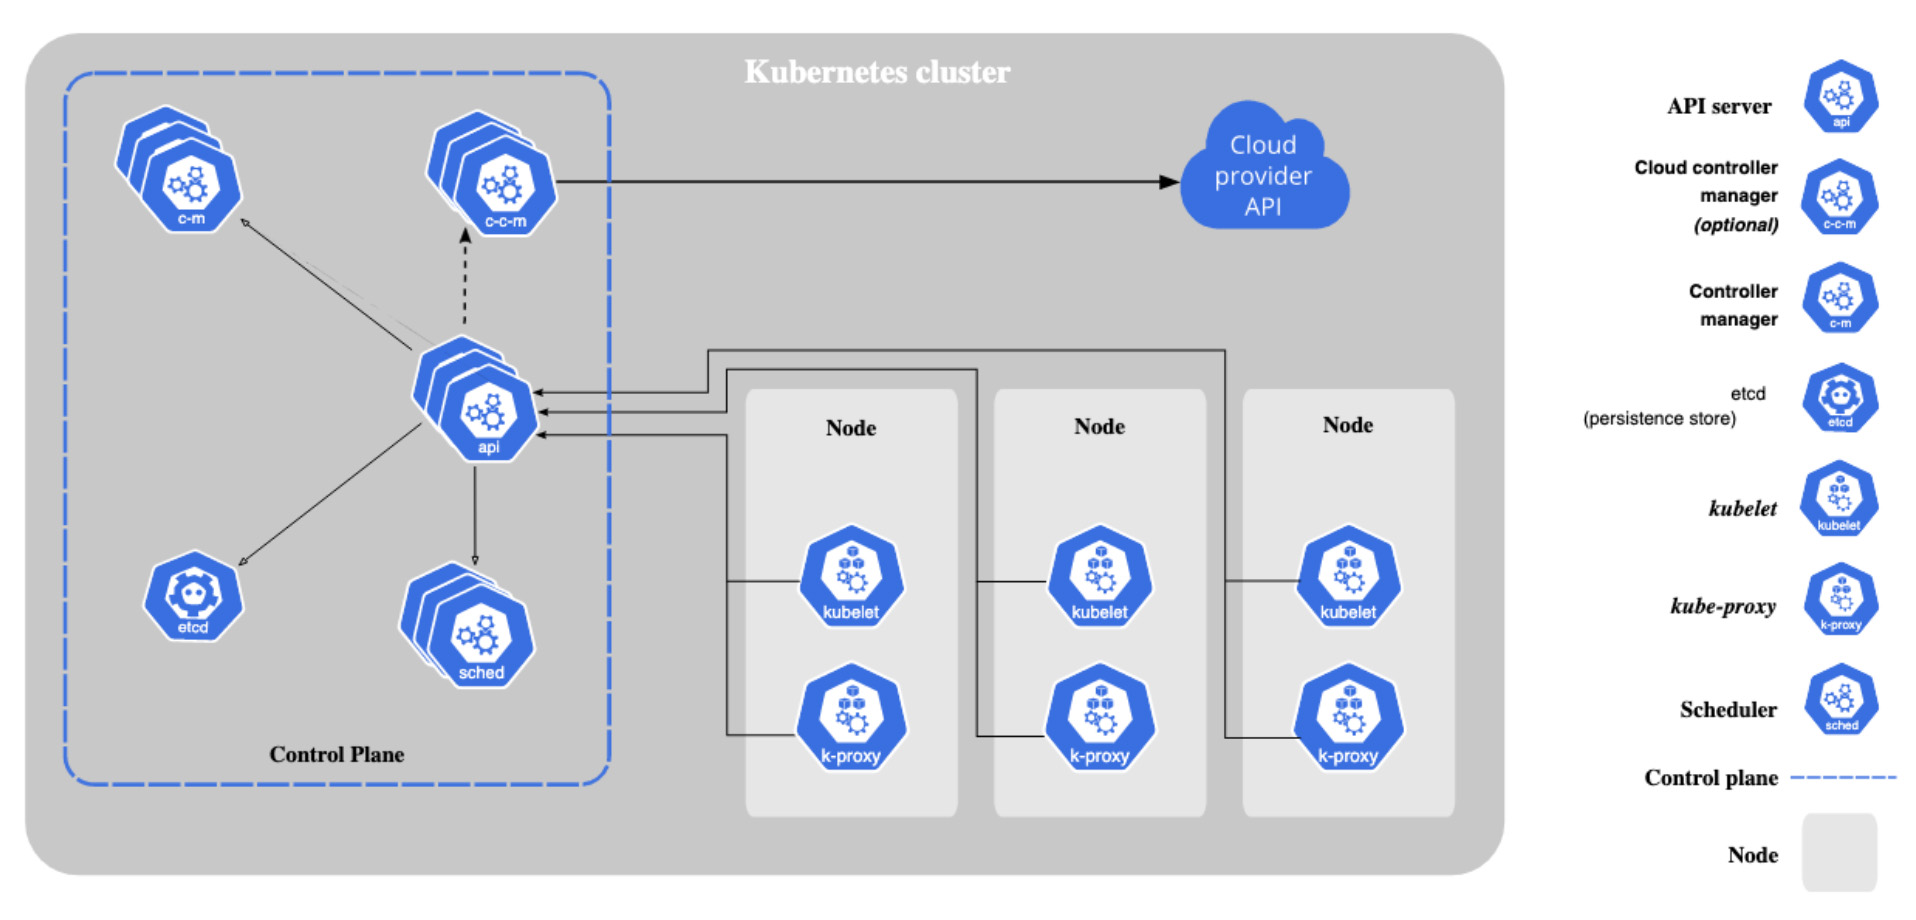 Kubernetes cluster
c-m
c-c-m
Cloud
provider
API
api
etcd
sched
Control Plane
Node
kubelet
k-proxy
Node
kubelet
k-proxy
Node
kubelet
k-proxy
API server
api
Cloud controller
manager
(optional)
c-c-m
Controller
manager
c-m
etcd
(persistence store)
etcd
kubelet
kubelet
kube-proxy
k-proxy
Scheduler
sched
Control plane
Node